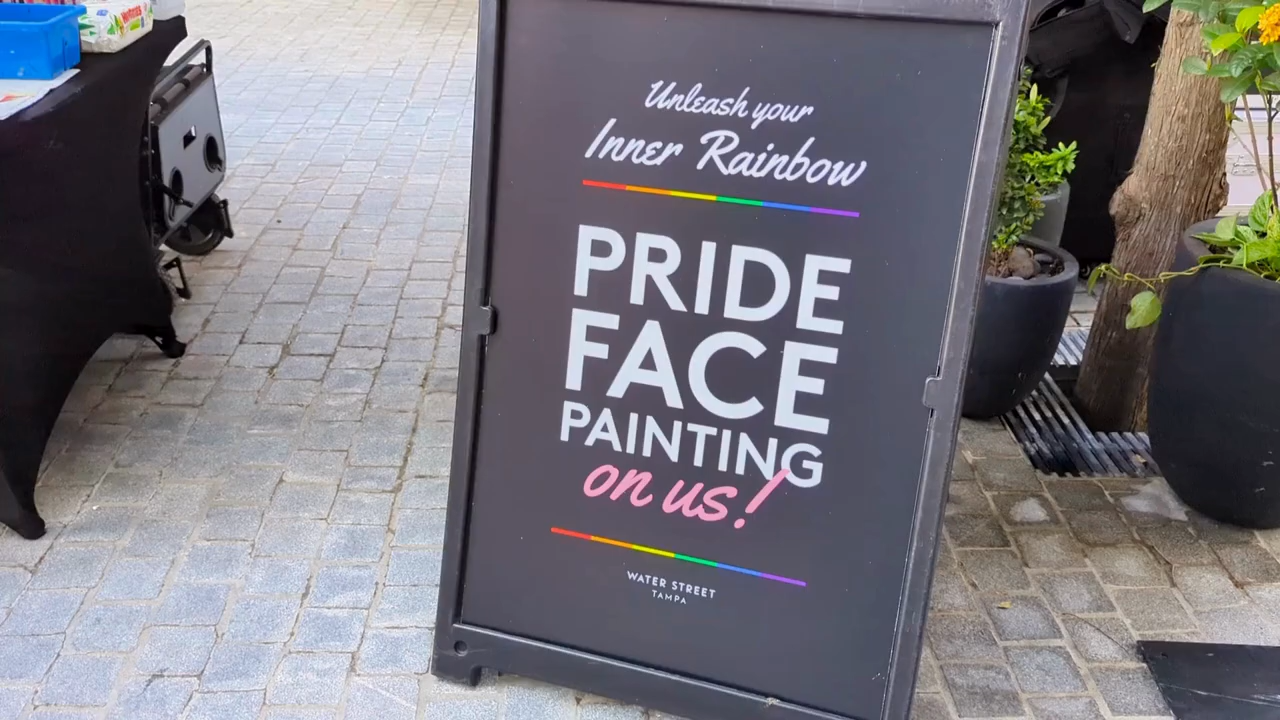 Unleash your
Inner Rainbow
PRIDE
FACE
PAINTING
on us!
WATER STREET
TAMPA